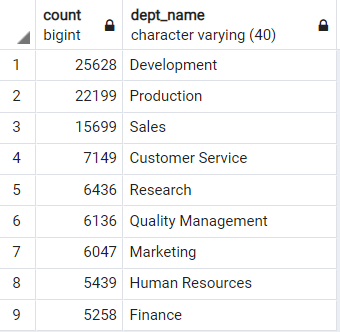 count dept_name
bigint character varying (40)
1 25628 Development
2 22199 Production
3 15699 Sales
4 7149 Customer Service
5 6436 Research
6 6136 Quality Management
7 6047 Marketing
8 5439 Human Resources
9 5258 Finance